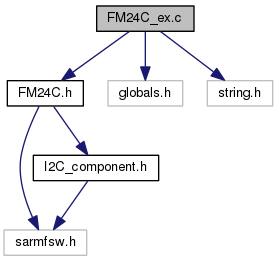 FM24C_ex.c
FM24C.h
globals.h
string.h
I2C_component.h
sarmfsw.h